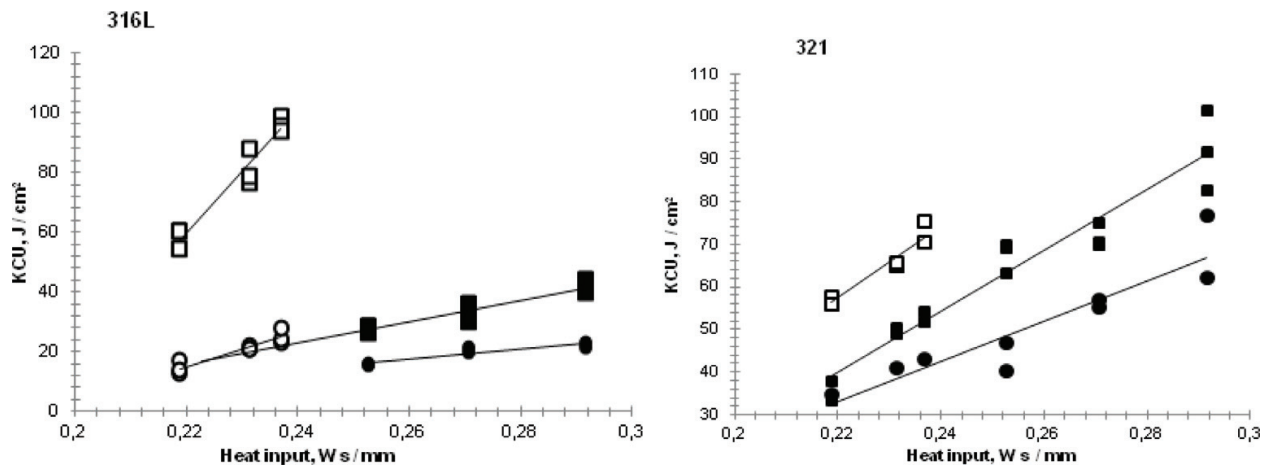 316L
120
100
80
60
40
20
0
KCU, J / cm²
0,2 0,22 0,24 0,26 0,28 0,3
Heat input, W s / mm
321
110
100
90
80
70
60
50
40
30
KCU, J / cm²
0,2 0,22 0,24 0,26 0,28 0,3
Heat input, W s / mm